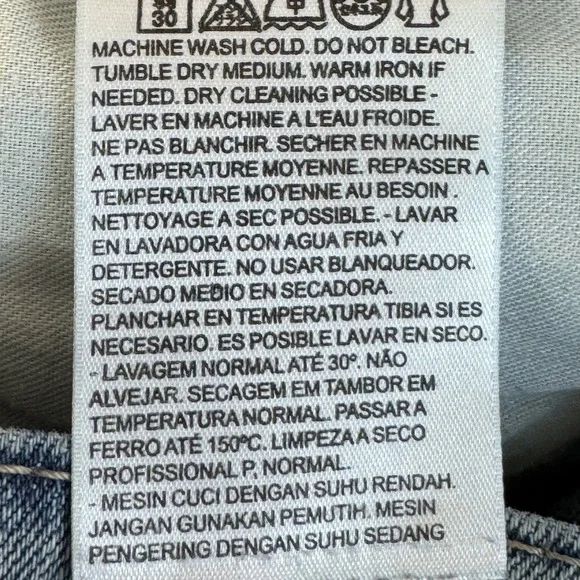 30
MACHINE WASH COLD. DO NOT BLEACH.
TUMBLE DRY MEDIUM. WARM IRON IF
NEEDED. DRY CLEANING POSSIBLE -
LAVER EN MACHINE A L'EAU FROIDE.
NE PAS BLANCHIR. SECHER EN MACHINE
A TEMPERATURE MOYENNE. REPASSER A
TEMPERATURE MOYENNE AU BESOIN .
NETTOYAGE A SEC POSSIBLE. - LAVAR
EN LAVADORA CON AGUA FRIA Y
DETERGENTE. NO USAR BLANQUEADOR.
SECADO MEDIO EN SECADORA.
PLANCHAR EN TEMPERATURA TIBIA SI ES
NECESARIO. ES POSIBLE LAVAR EN SECO.
- LAVAGEM NORMAL ATÉ 30º. NÃO
ALVEJAR. SECAGEM EM TAMBOR EM
TEMPERATURA NORMAL. PASSAR A
FERRO ATÉ 150ºC. LIMPEZA A SECO
PROFISSIONAL P, NORMAL.
- MESIN CUCI DENGAN SUHU RENDAH.
JANGAN GUNAKAN PEMUTIH. MESIN
PENGERING DENGAN SUHU SEDANG